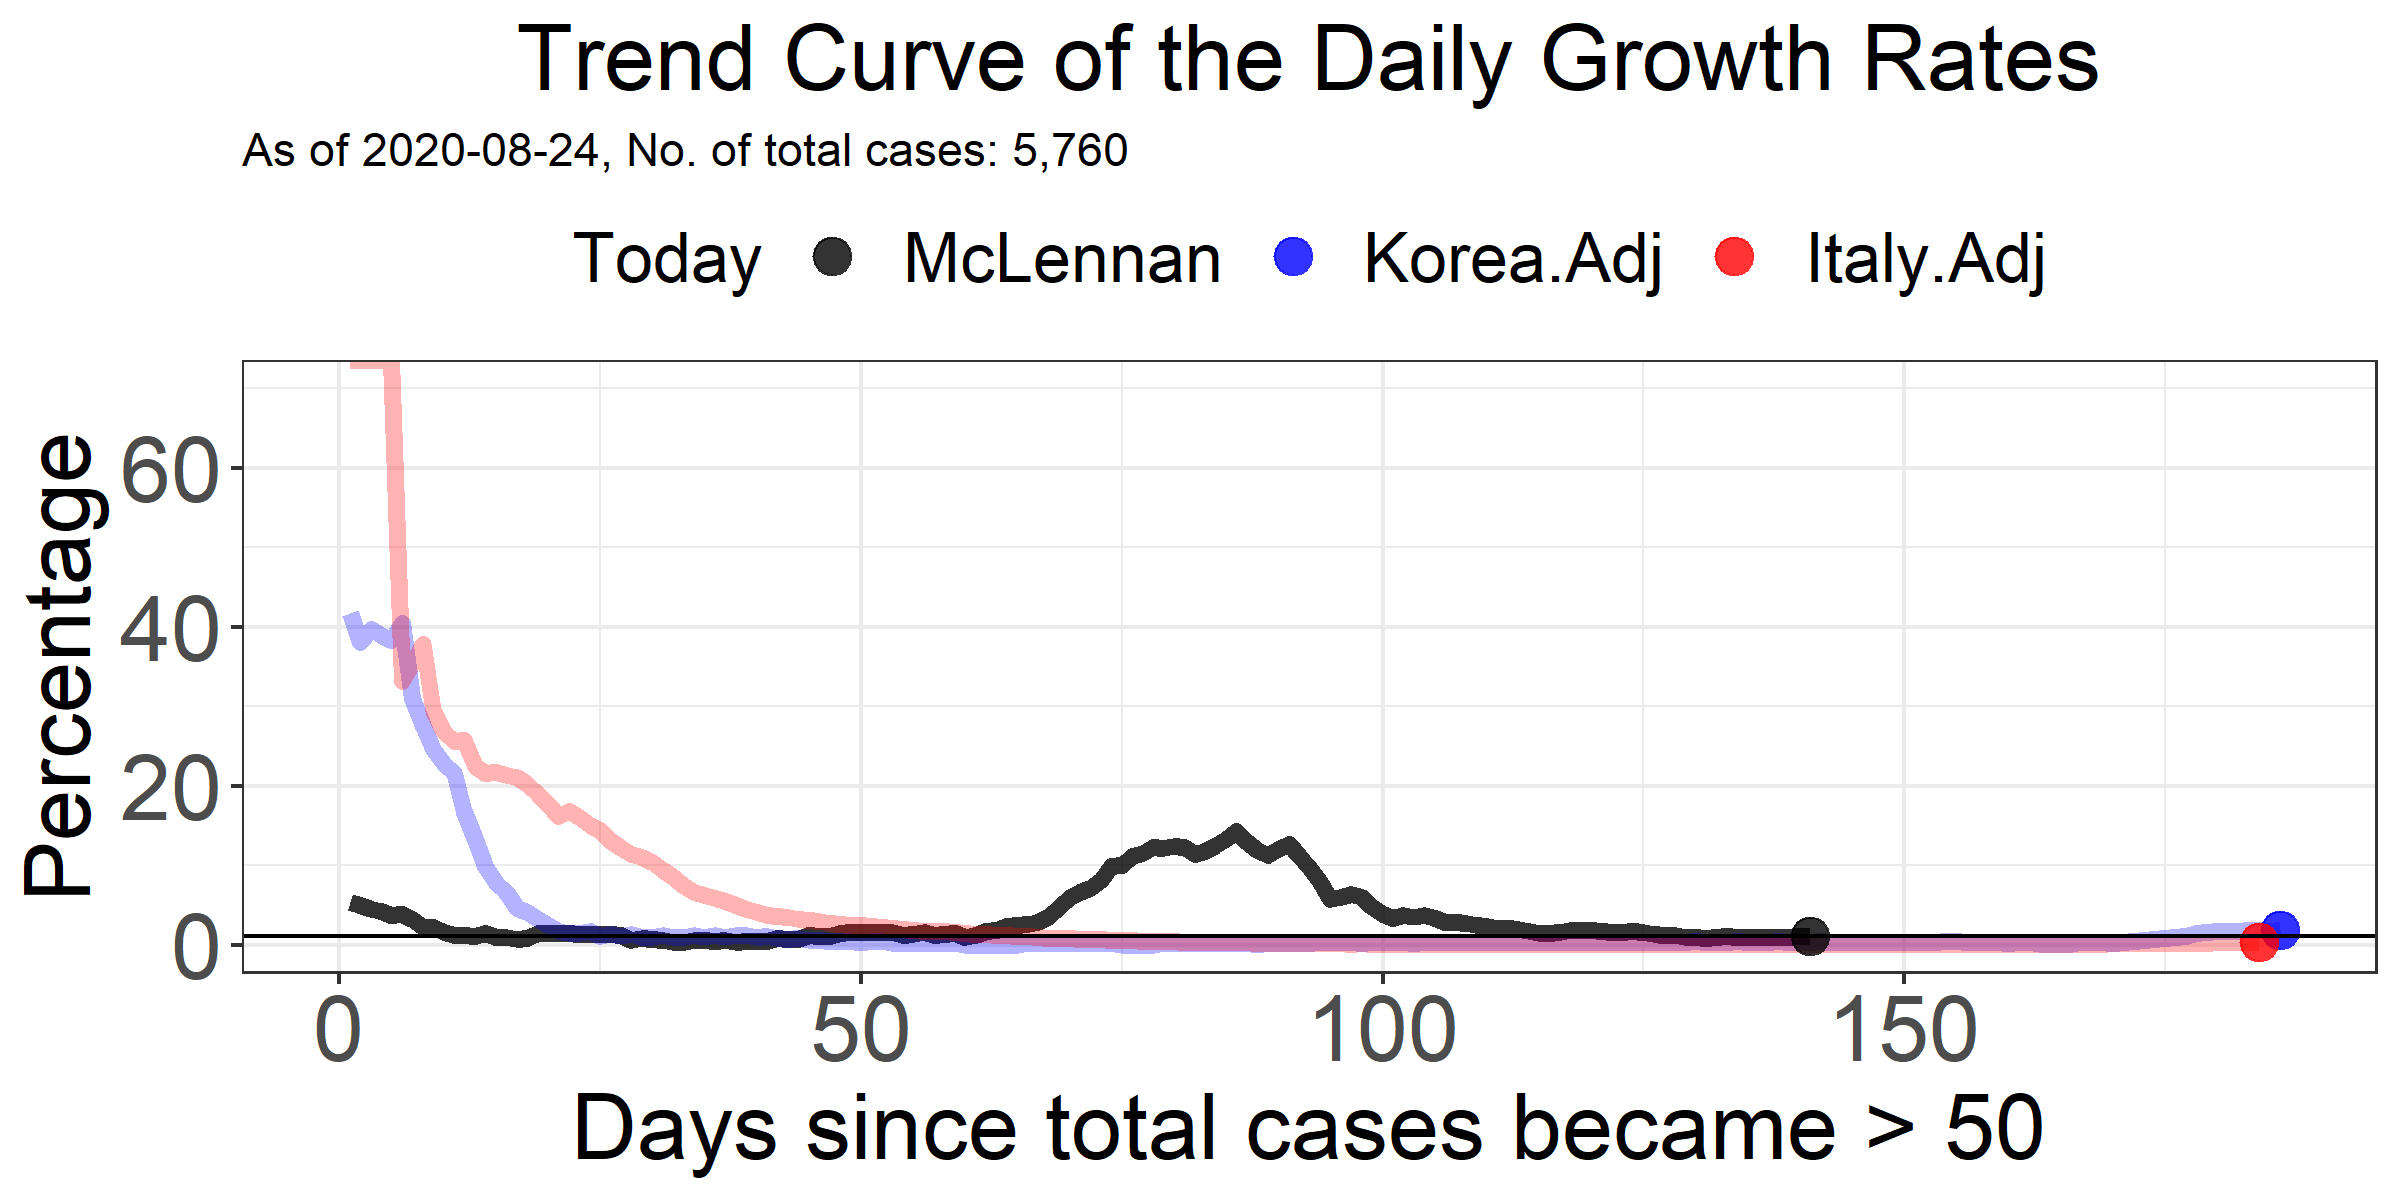 Trend Curve of the Daily Growth Rates
As of 2020-08-24, No. of total cases: 5,760
Today McLennan Korea.Adj Italy.Adj
Percentage
60
40
20
0
0 50 100 150
Days since total cases became > 50